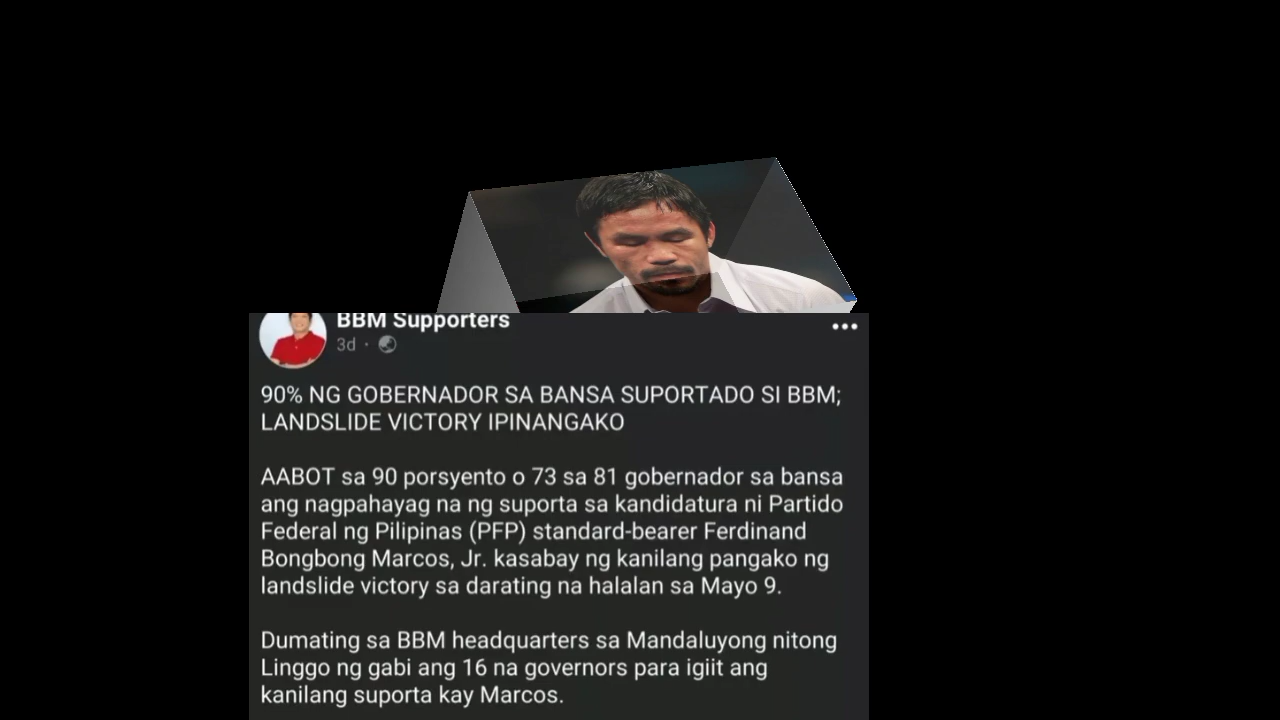 BBM Supporters
3d ·
90% NG GOBERNADOR SA BANSA SUPORTADO SI BBM;
LANDSLIDE VICTORY IPINANGAKO
AABOT sa 90 porsyento o 73 sa 81 gobernador sa bansa
ang nagpahayag na ng suporta sa kandidatura ni Partido
Federal ng Pilipinas (PFP) standard-bearer Ferdinand
Bongbong Marcos, Jr. kasabay ng kanilang pangako ng
landslide victory sa darating na halalan sa Mayo 9.
Dumating sa BBM headquarters sa Mandaluyong nitong
Linggo ng gabi ang 16 na governors para igiit ang
kanilang suporta kay Marcos.